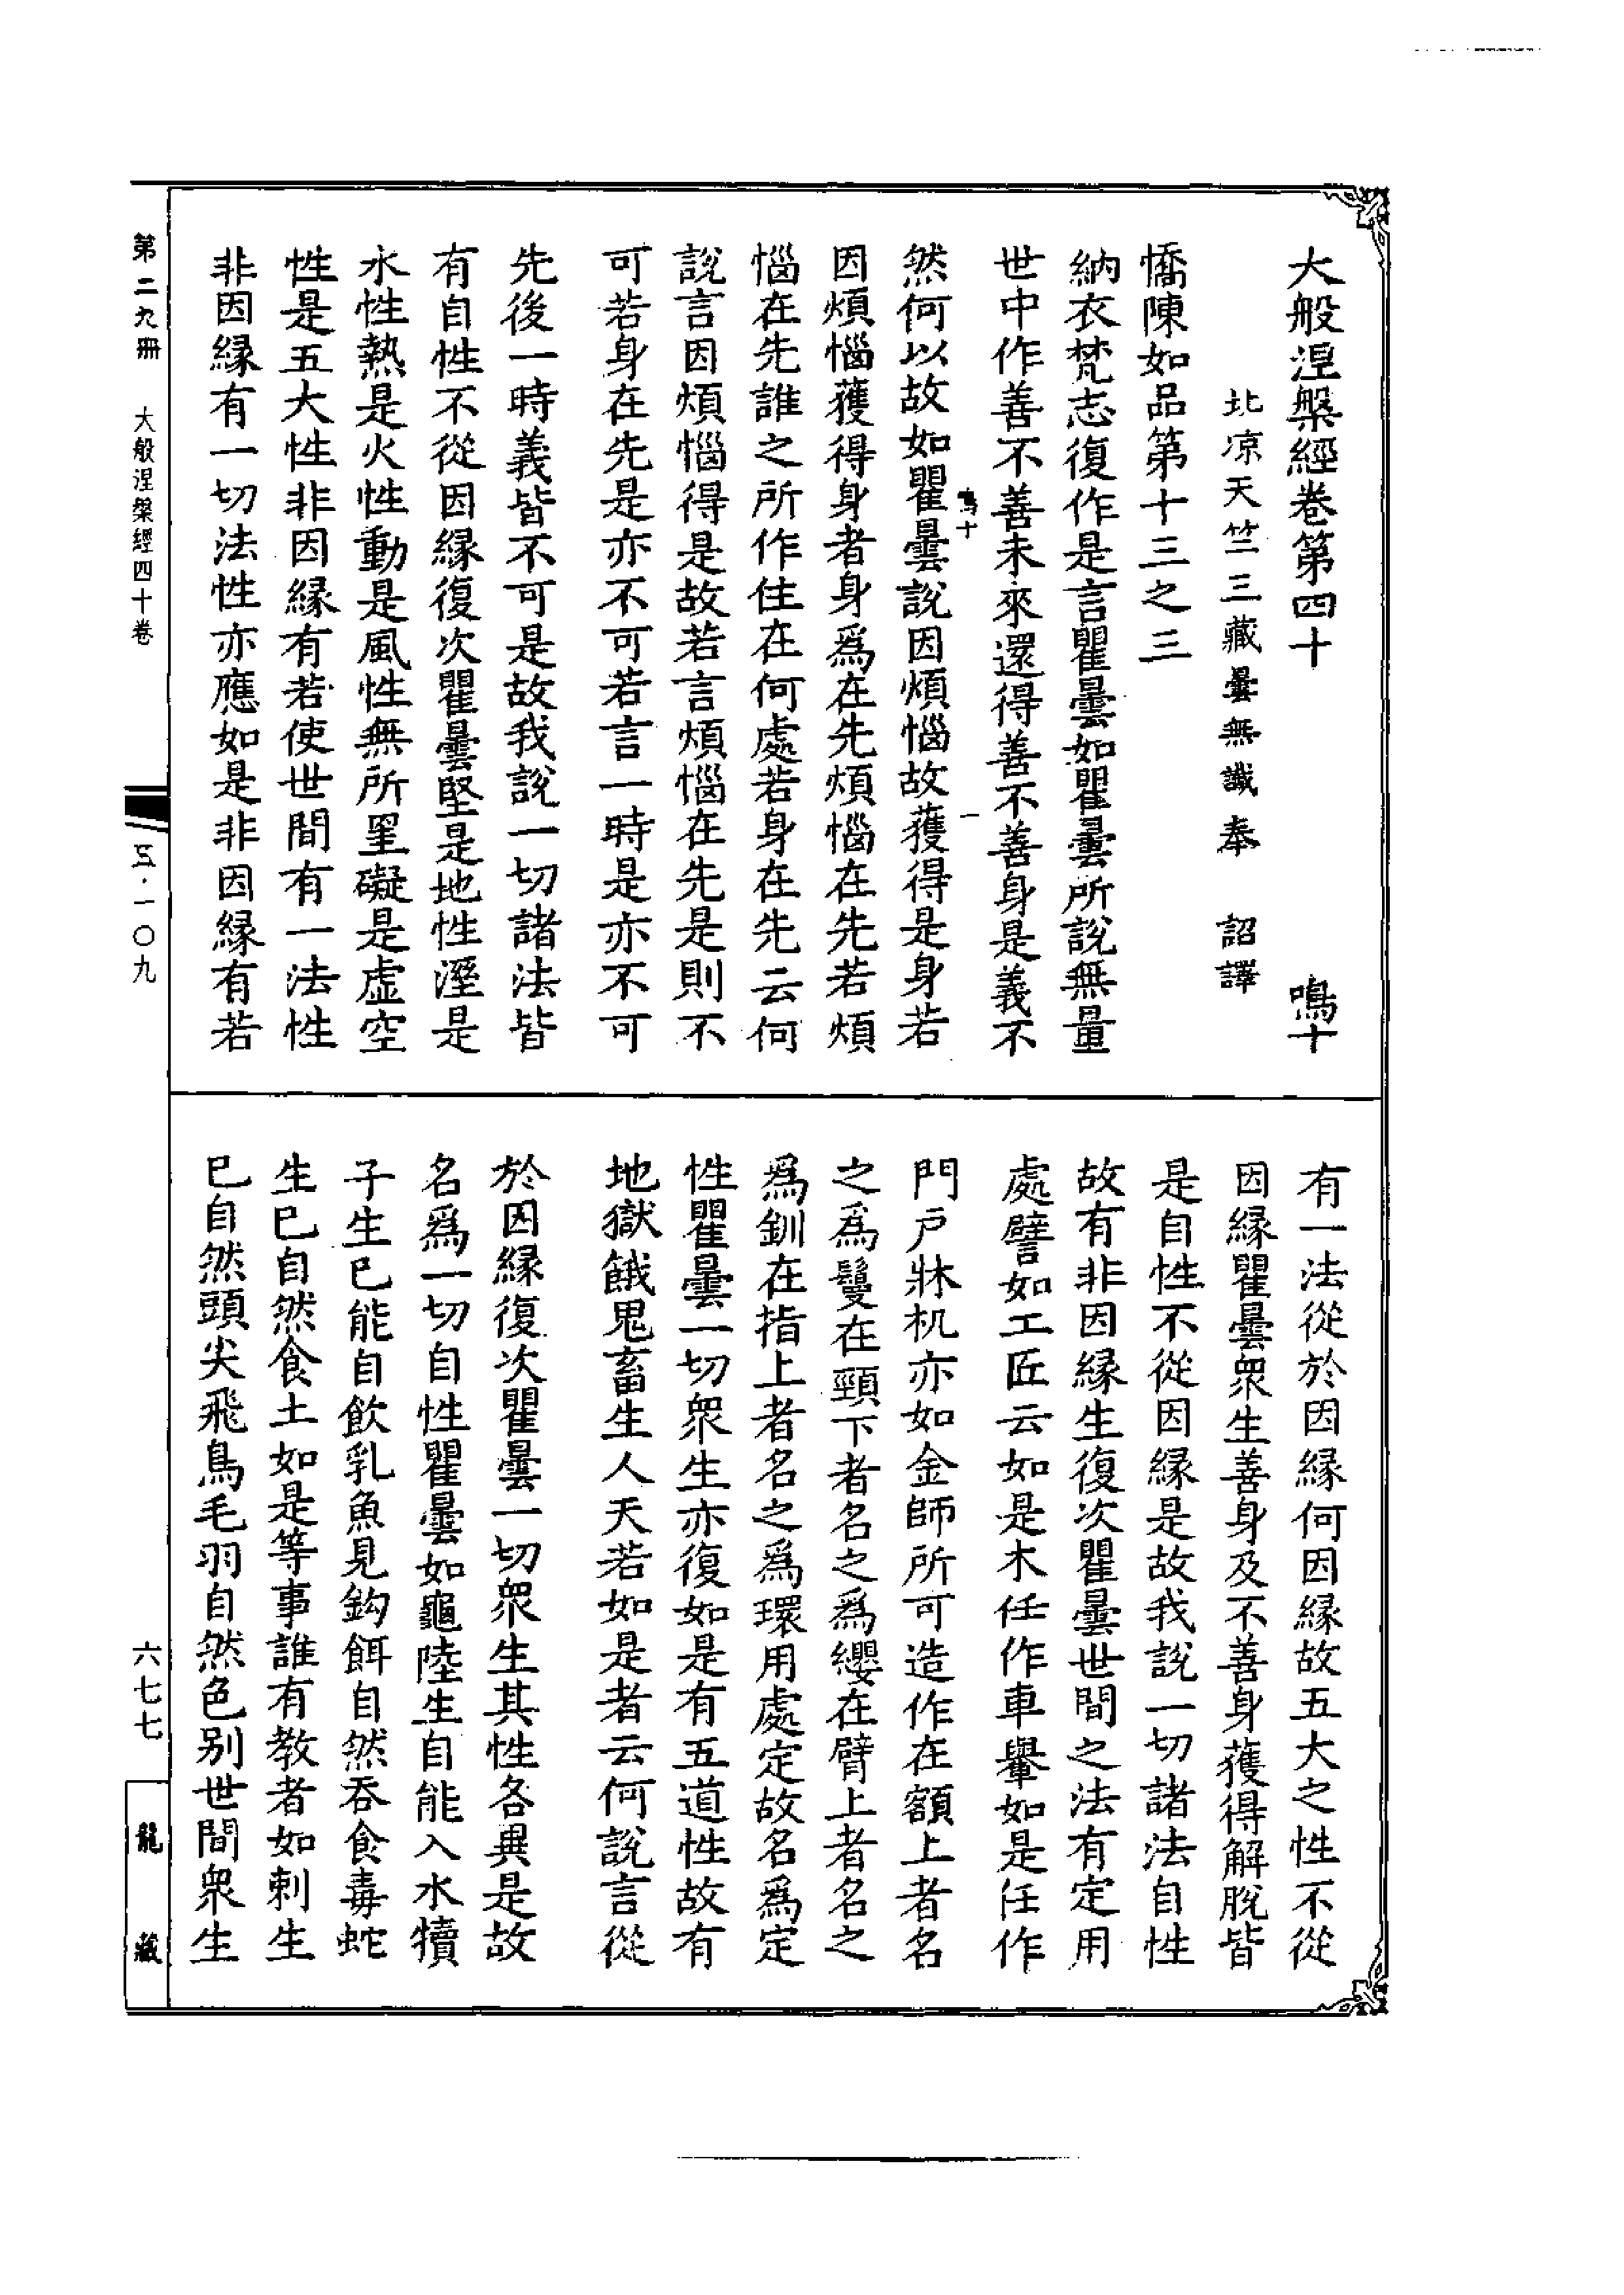 大般涅槃經卷第四十　鳴十
北凉天竺三藏曇無讖奉　詔譯
憍陳如品第十三之三
納衣梵志復作是言瞿曇如瞿曇所說無量
世中作善不善未來還得善不善身是義不
鳴十　一
然何以故如瞿曇說因煩惱故獲得是身若
因煩惱獲得身者身爲在先煩惱在先若煩
惱在先誰之所作住在何處若身在先云何
說言因煩惱得是故若言煩惱在先是則不
可若身在先是亦不可若言一時是亦不可
先後一時義皆不可是故我說一切諸法皆
有自性不從因緣復次瞿曇堅是地性溼是
水性熱是火性動是風性無所罣礙是虛空
性是五大性非因緣有若使世間有一法性
非因緣有一切法性亦應如是非因緣有若
有一法從於因緣何因緣故五大之性不從
因緣瞿曇衆生善身及不善身獲得解脫皆
是自性不從因緣是故我說一切諸法自性
故有非因緣生復次瞿曇世間之法有定用
處譬如工匠云如是木任作車轝如是任作
門戶牀机亦如金師所可造作在額上者名
之爲鬘在頸下者名之爲纓在臂上者名之
爲釧在指上者名之爲環用處定故名爲定
性瞿曇一切衆生亦復如是有五道性故有
地獄餓鬼畜生人天若如是者云何說言從
於因緣復次瞿曇一切衆生其性各異是故
名爲一切自性瞿曇如龜陸生自能入水犢
子生已能自飲乳魚見鈎餌自然吞食毒蛇
生已自然食土如是等事誰有教者如刺生
已自然頭尖飛鳥毛羽自然色别世間衆生
第二九冊　大般涅槃經四十卷　五·一〇九　六七七　龍藏